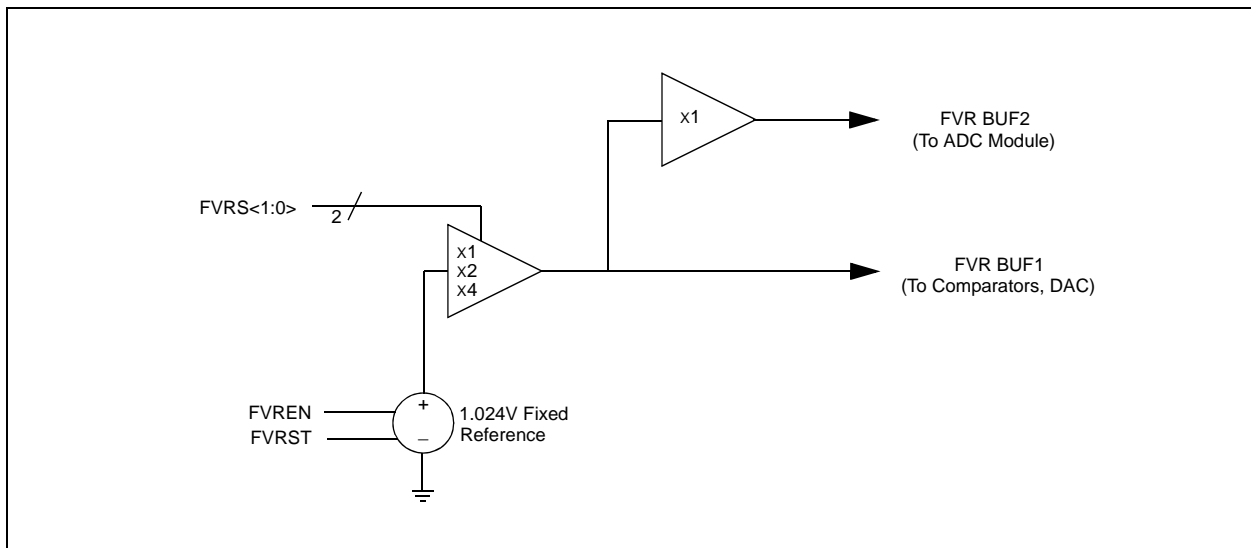 X1
FVR BUF2
(To ADC Module)
FVRS<1:0>
2
X1
X2
X4
FVR BUF1
(To Comparators, DAC)
FVREN
FVRST
+
–
1.024V Fixed
Reference